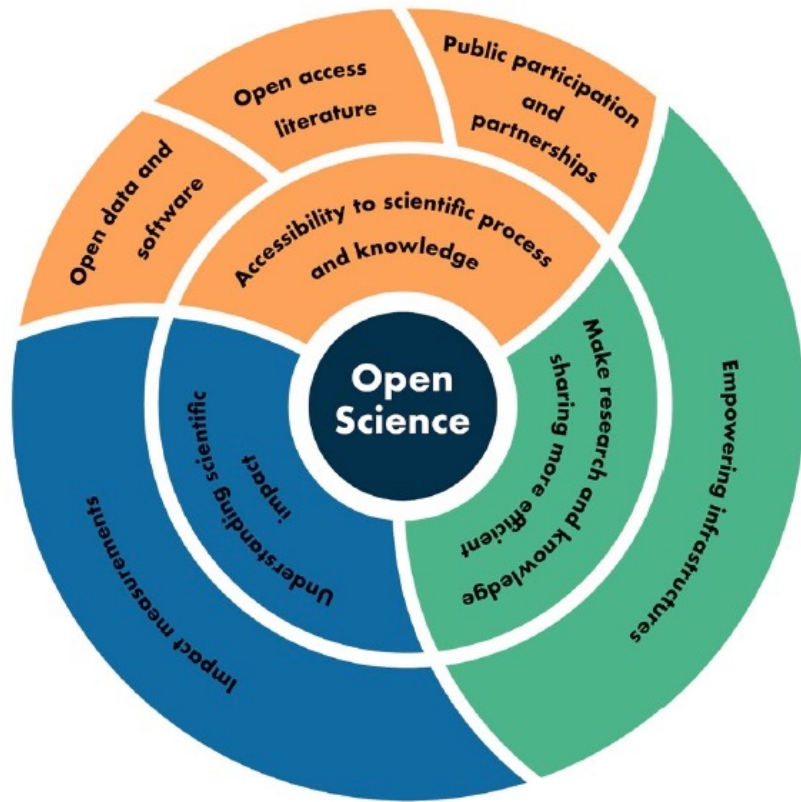 Open data and
software
Open access
literature
Public participation
and
partnerships
Accessibility to scientific process
and knowledge
Open
Science
Make research and knowledge
sharing more efficient
Empowering infrastructures
Understanding scientific
impact
Impact measurements